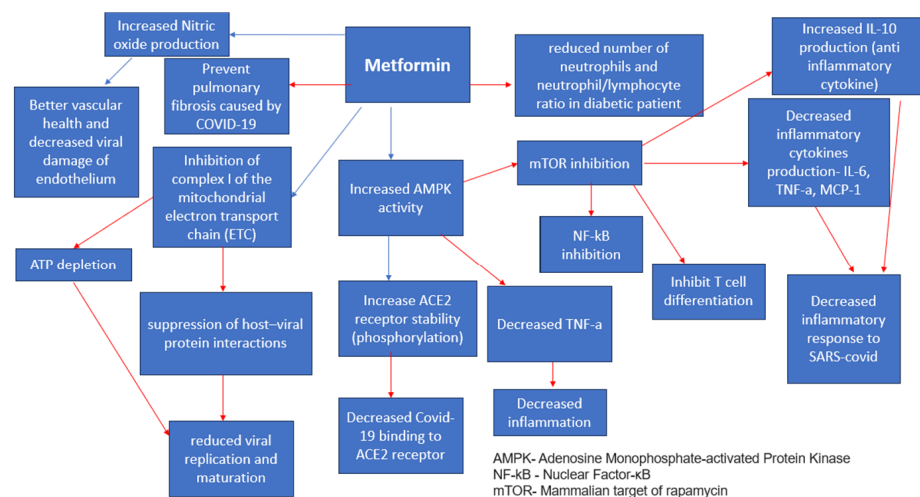 Increased Nitric
oxide production
Metformin
Prevent
pulmonary
fibrosis caused by
COVID-19
reduced number of
neutrophils and
neutrophil/lymphocyte
ratio in diabetic patient
Increased IL-10
production (anti
inflammatory
cytokine)
Better vascular
health and
decreased viral
damage of
endothelium
Inhibition of
complex I of the
mitochondrial
electron transport
chain (ETC)
Increased AMPK
activity
mTOR inhibition
Decreased
inflammatory
cytokines
production- IL-6,
TNF-a, MCP-1
ATP depletion
NF-kB
inhibition
Inhibit T cell
differentiation
suppression of host–viral
protein interactions
Increase ACE2
receptor stability
(phosphorylation)
Decreased TNF-a
Decreased
inflammatory
response to
SARS-covid
reduced viral
replication and
maturation
Decreased Covid-
19 binding to
ACE2 receptor
Decreased
inflammation
AMPK- Adenosine Monophosphate-activated Protein Kinase
NF-kB - Nuclear Factor-κB
mTOR- Mammalian target of rapamycin